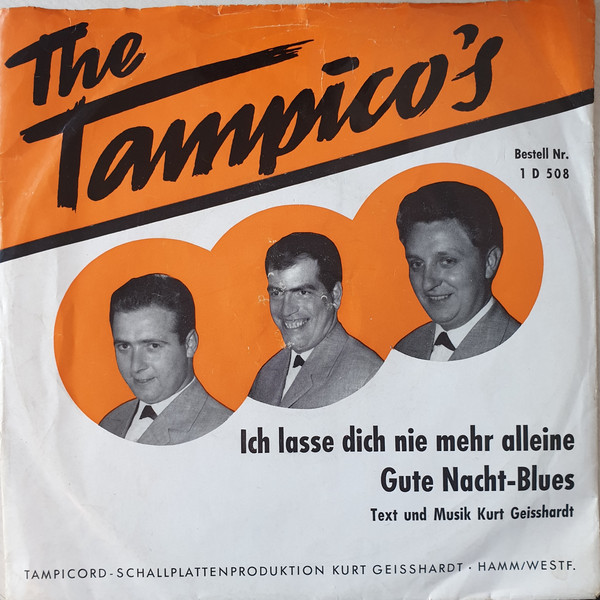 The
Tampico's
Bestell Nr.
1 D 508
Ich lasse dich nie mehr alleine
Gute Nacht-Blues
Text und Musik Kurt Geisshardt
TAMPICORD-SCHALLPLATTENPRODUKTION KURT GEISSHARDT · HAMM/WESTF.